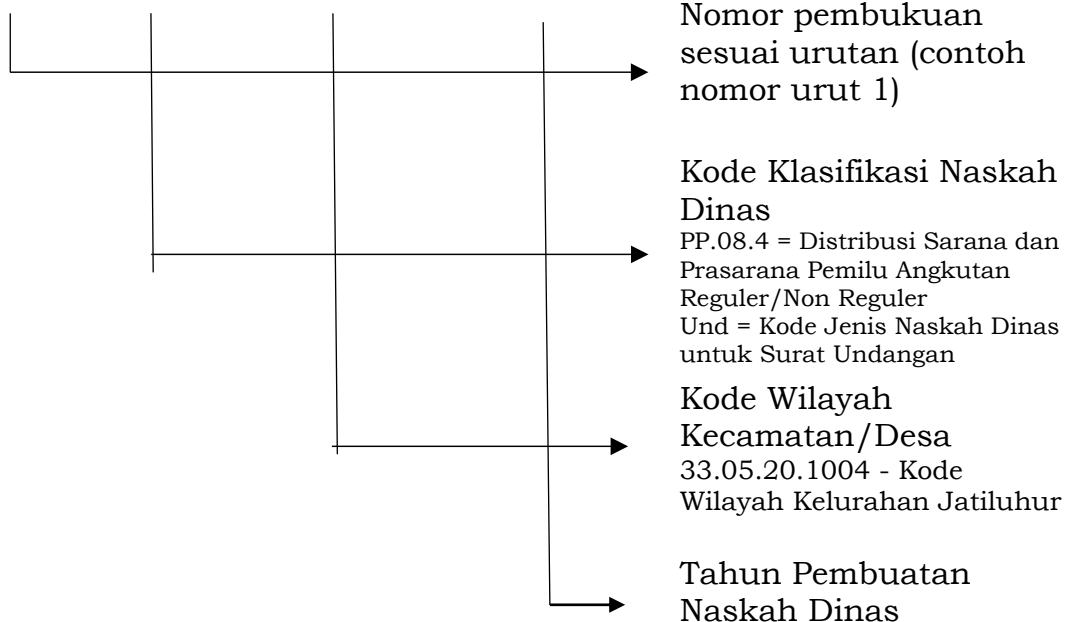 Nomor pembukuan
sesuai urutan (contoh
nomor urut 1)
Kode Klasifikasi Naskah
Dinas
PP.08.4 = Distribusi Sarana dan
Prasarana Pemilu Angkutan
Reguler/Non Reguler
Und = Kode Jenis Naskah Dinas
untuk Surat Undangan
Kode Wilayah
Kecamatan/Desa
33.05.20.1004 - Kode
Wilayah Kelurahan Jatiluhur
Tahun Pembuatan
Naskah Dinas